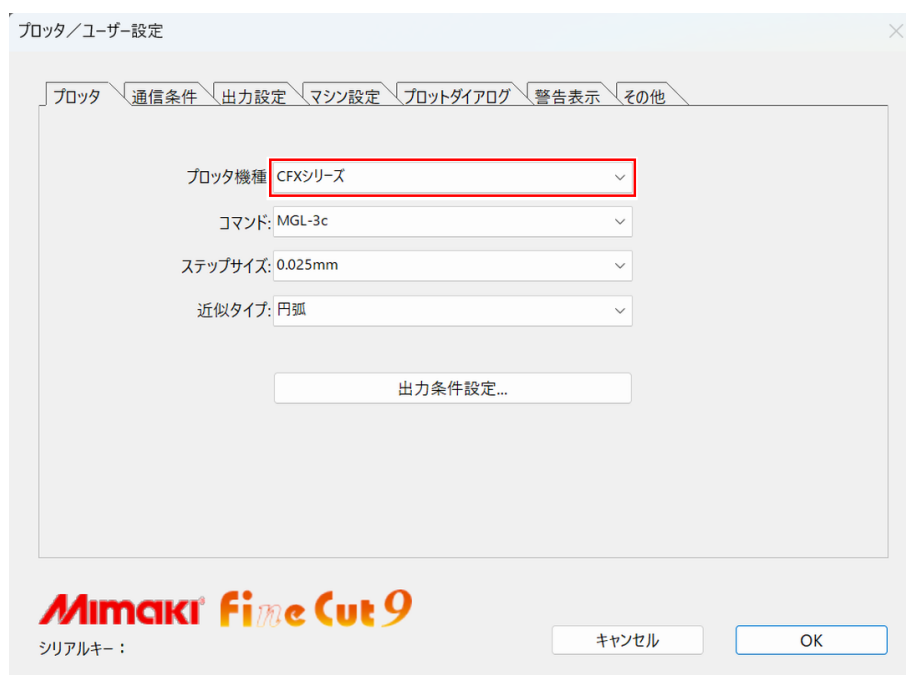 プロッタ／ユーザー設定
プロッタ 通信条件 出力設定 マシン設定 プロットダイアログ 警告表示 その他
プロッタ機種 CFXシリーズ
コマンド: MGL-3c
ステップサイズ: 0.025mm
近似タイプ: 円弧
出力条件設定...
Mimaki Fine Cut 9
シリアルキー：
キャンセル OK